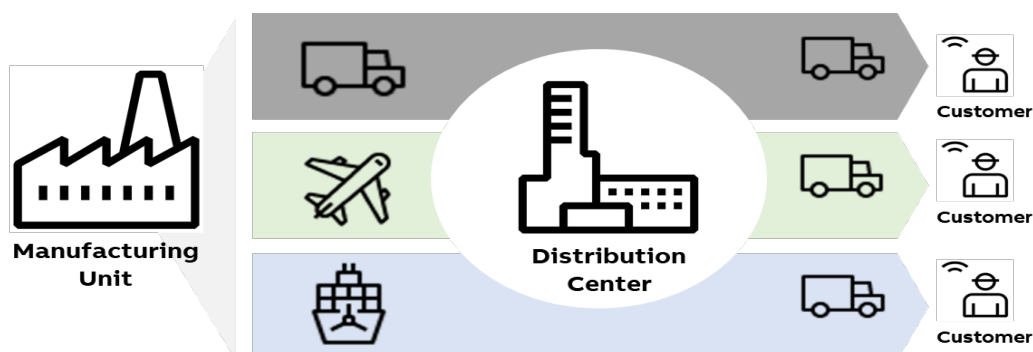 Manufacturing
Unit
Distribution
Center
Customer
Customer
Customer